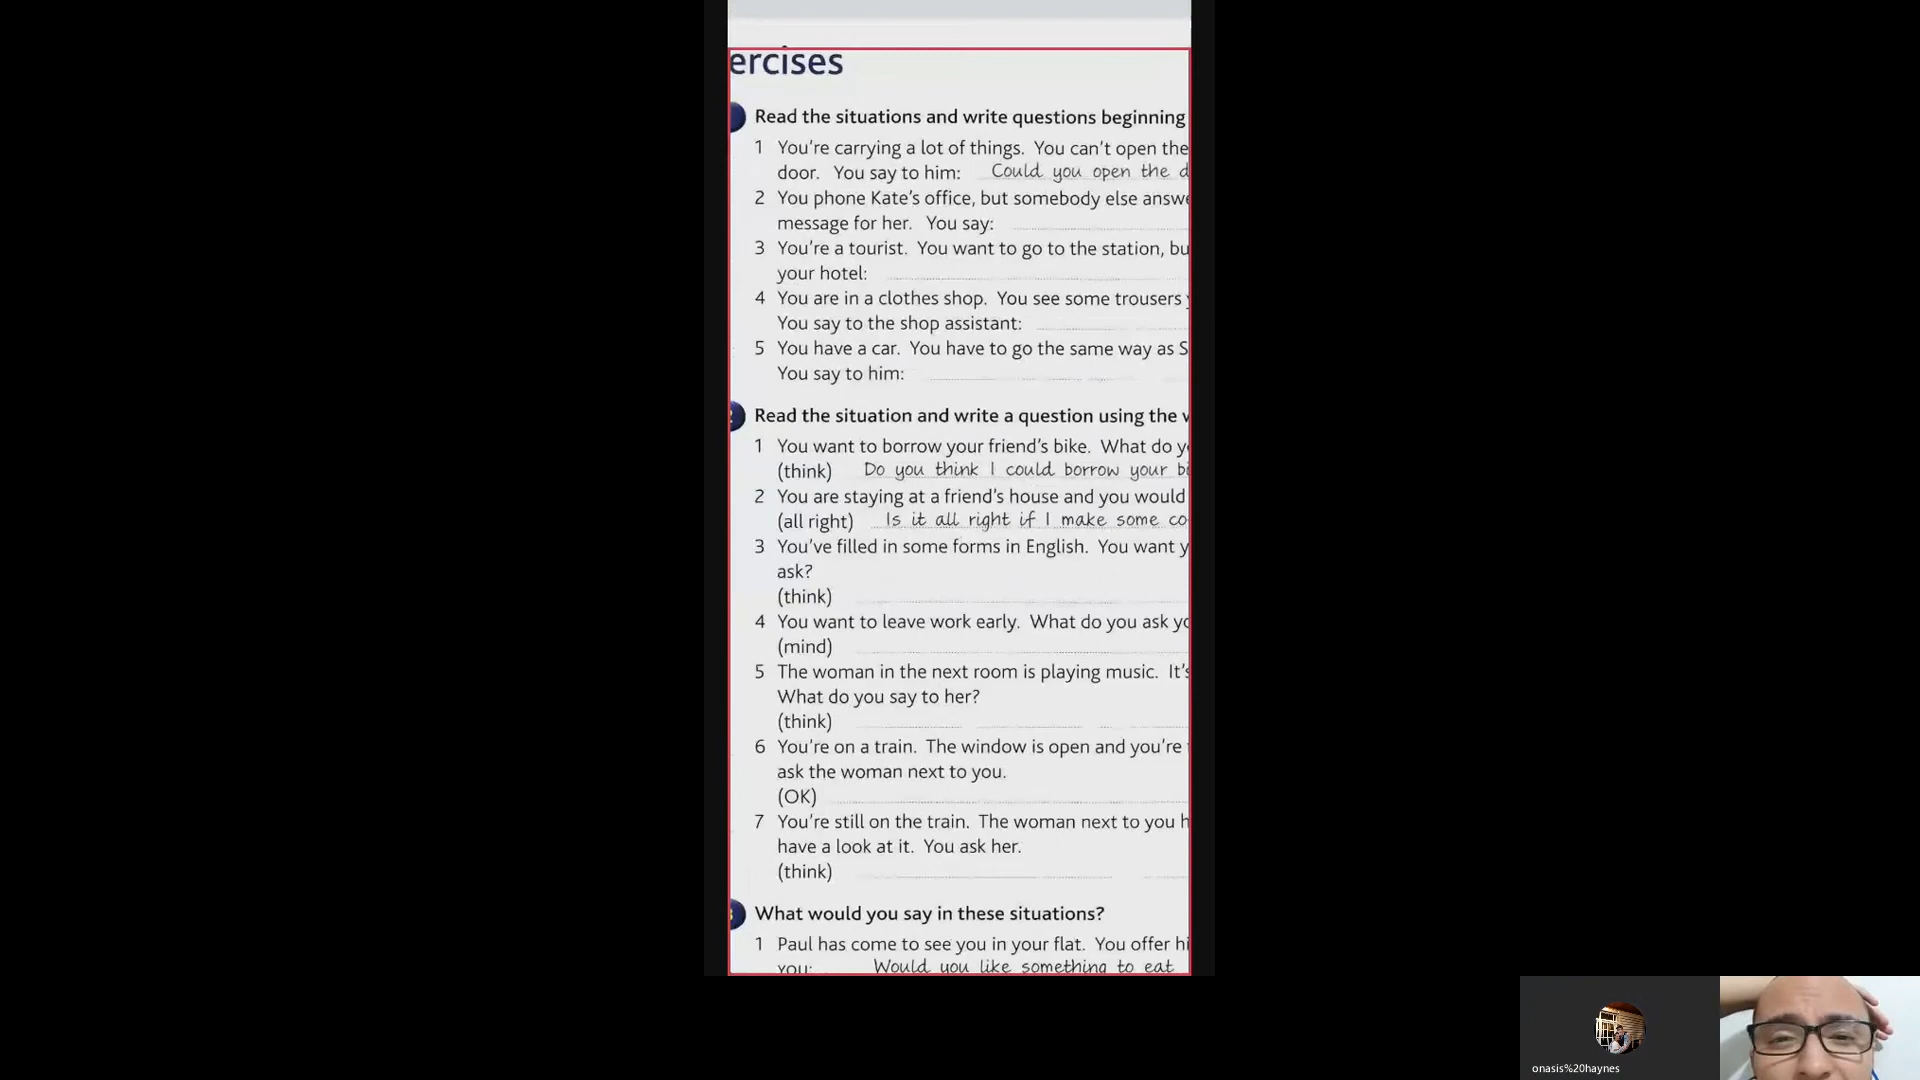 ercises
Read the situations and write questions beginning
1 You're carrying a lot of things. You can't open the
door. You say to him: Could you open the d
2 You phone Kate's office, but somebody else answe
message for her. You say:
3 You're a tourist. You want to go to the station, bu
your hotel:
4 You are in a clothes shop. You see some trousers
You say to the shop assistant:
5 You have a car. You have to go the same way as S
You say to him:
Read the situation and write a question using the w
1 You want to borrow your friend's bike. What do y
(think) Do you think I could borrow your bi
2 You are staying at a friend's house and you would
(all right) Is it all right if I make some co
3 You've filled in some forms in English. You want y
ask?
(think)
4 You want to leave work early. What do you ask yo
(mind)
5 The woman in the next room is playing music. It's
What do you say to her?
(think)
6 You're on a train. The window is open and you're
ask the woman next to you.
(OK)
7 You're still on the train. The woman next to you h
have a look at it. You ask her.
(think)
3 What would you say in these situations?
1 Paul has come to see you in your flat. You offer hi
you: Would you like something to eat
onasis%20haynes